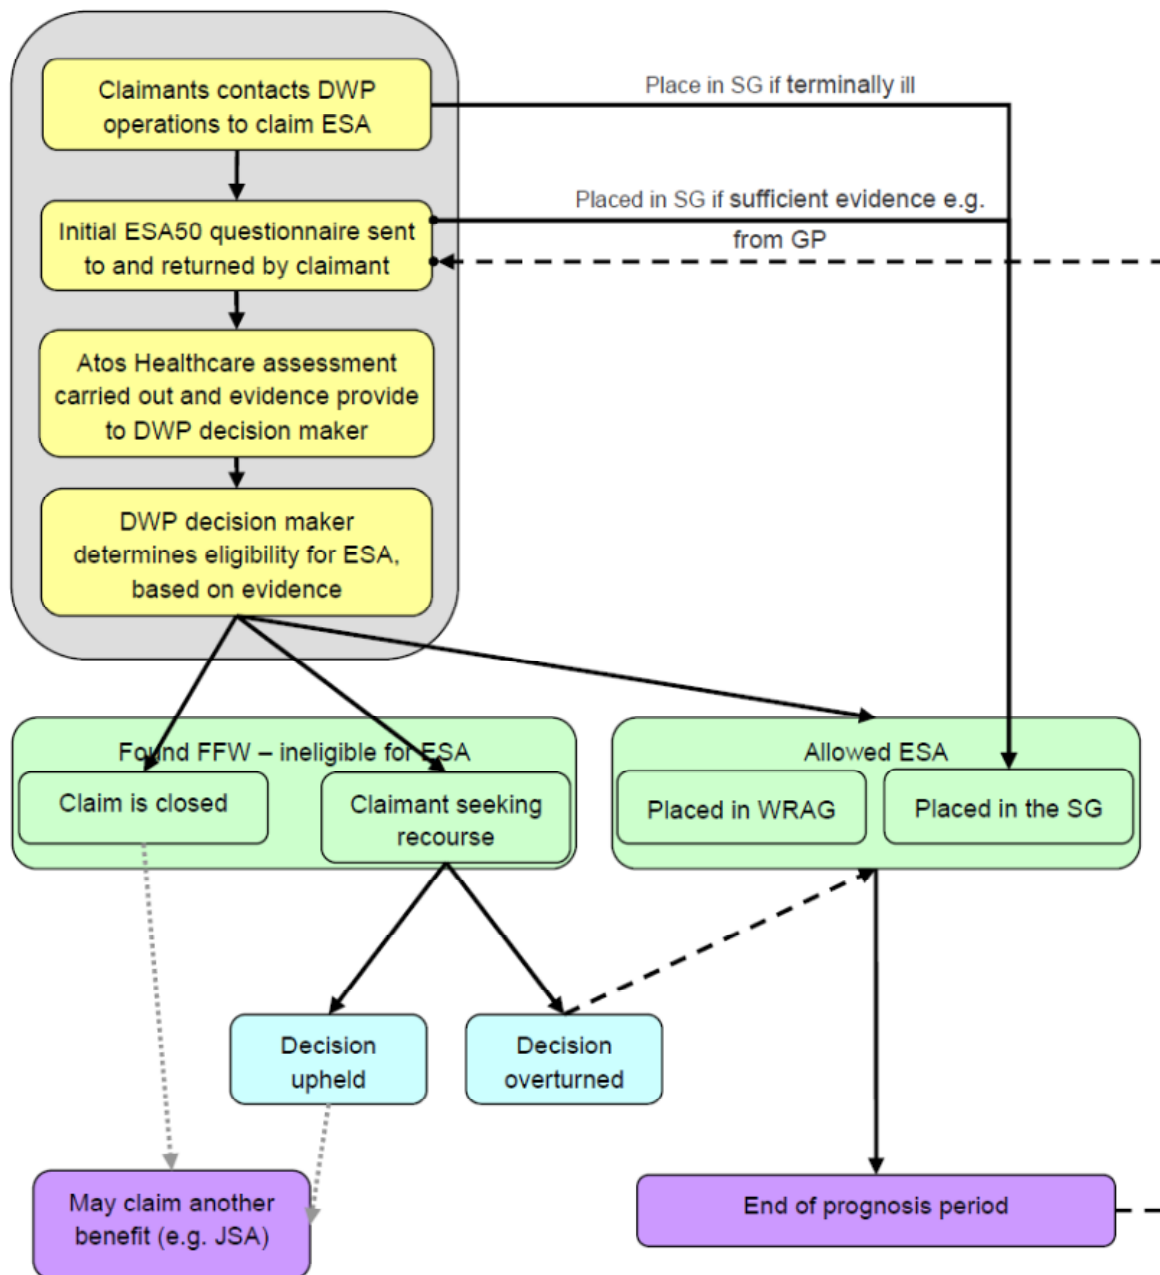 Claimants contacts DWP
operations to claim ESA
Place in SG if terminally ill
Initial ESA50 questionnaire sent
to and returned by claimant
Placed in SG if sufficient evidence e.g.
from GP
Atos Healthcare assessment
carried out and evidence provide
to DWP decision maker
DWP decision maker
determines eligibility for ESA,
based on evidence
Found FFW – ineligible for ESA
Claim is closed
Claimant seeking
recourse
Allowed ESA
Placed in WRAG
Placed in the SG
Decision
upheld
Decision
overturned
May claim another
benefit (e.g. JSA)
End of prognosis period